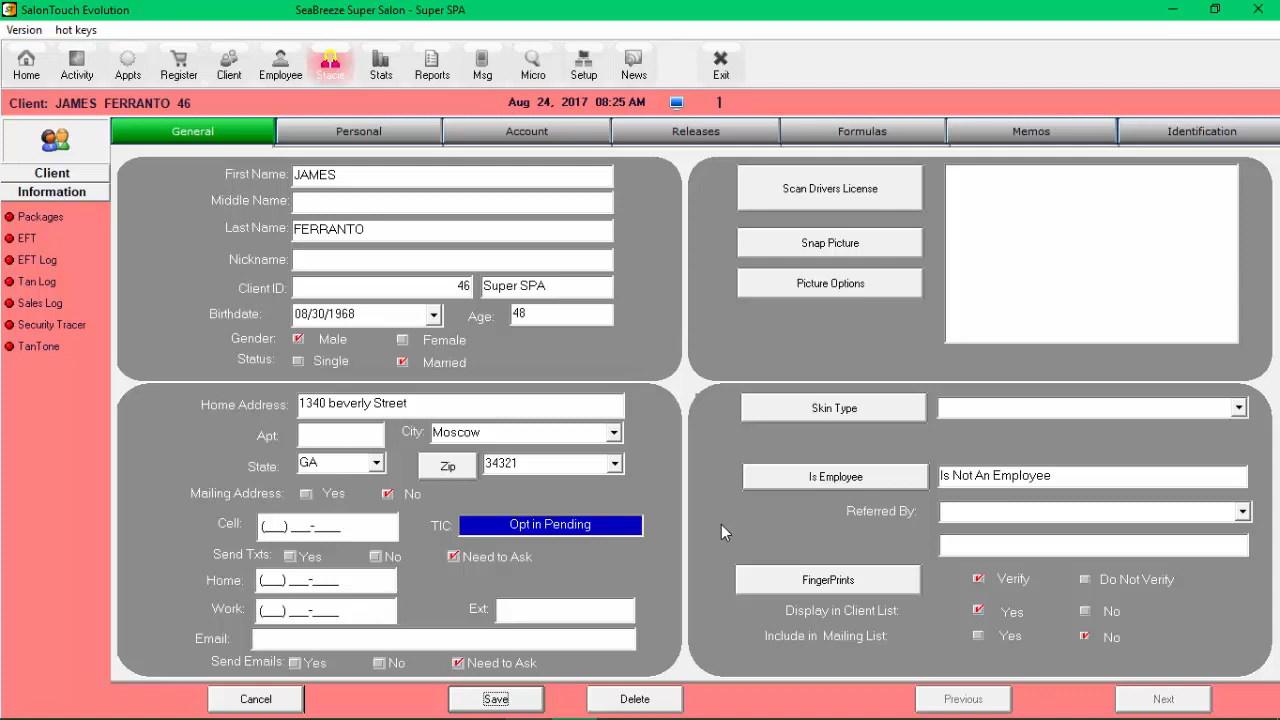 SalonTouch Evolution SeaBreeze Super Salon - Super SPA
Version hot keys
Home Activity Appts Register Client Employee Stacie Stats Reports Msg Micro Setup News Exit
Client: JAMES FERRANTO 46 Aug 24, 2017 08:25 AM 1
General Personal Account Releases Formulas Memos Identification
Client
Information
Packages
EFT
EFT Log
Tan Log
Sales Log
Security Tracer
TanTone
First Name: JAMES
Middle Name:
Last Name: FERRANTO
Nickname:
Client ID: 46 Super SPA
Birthdate: 08/30/1968 Age: 48
Gender: Male Female
Status: Single Married
Scan Drivers License
Snap Picture
Picture Options
Home Address: 1340 beverly Street
Apt: City: Moscow
State: GA Zip 34321
Mailing Address: Yes No
Cell: (___) ___-____ TIC: Opt in Pending
Send Txts: Yes No Need to Ask
Home: (___) ___-____
Work: (___) ___-____ Ext:
Email:
Send Emails: Yes No Need to Ask
Skin Type
Is Employee Is Not An Employee
Referred By:
FingerPrints Verify Do Not Verify
Display in Client List: Yes No
Include in Mailing List: Yes No
Cancel Save Delete Previous Next